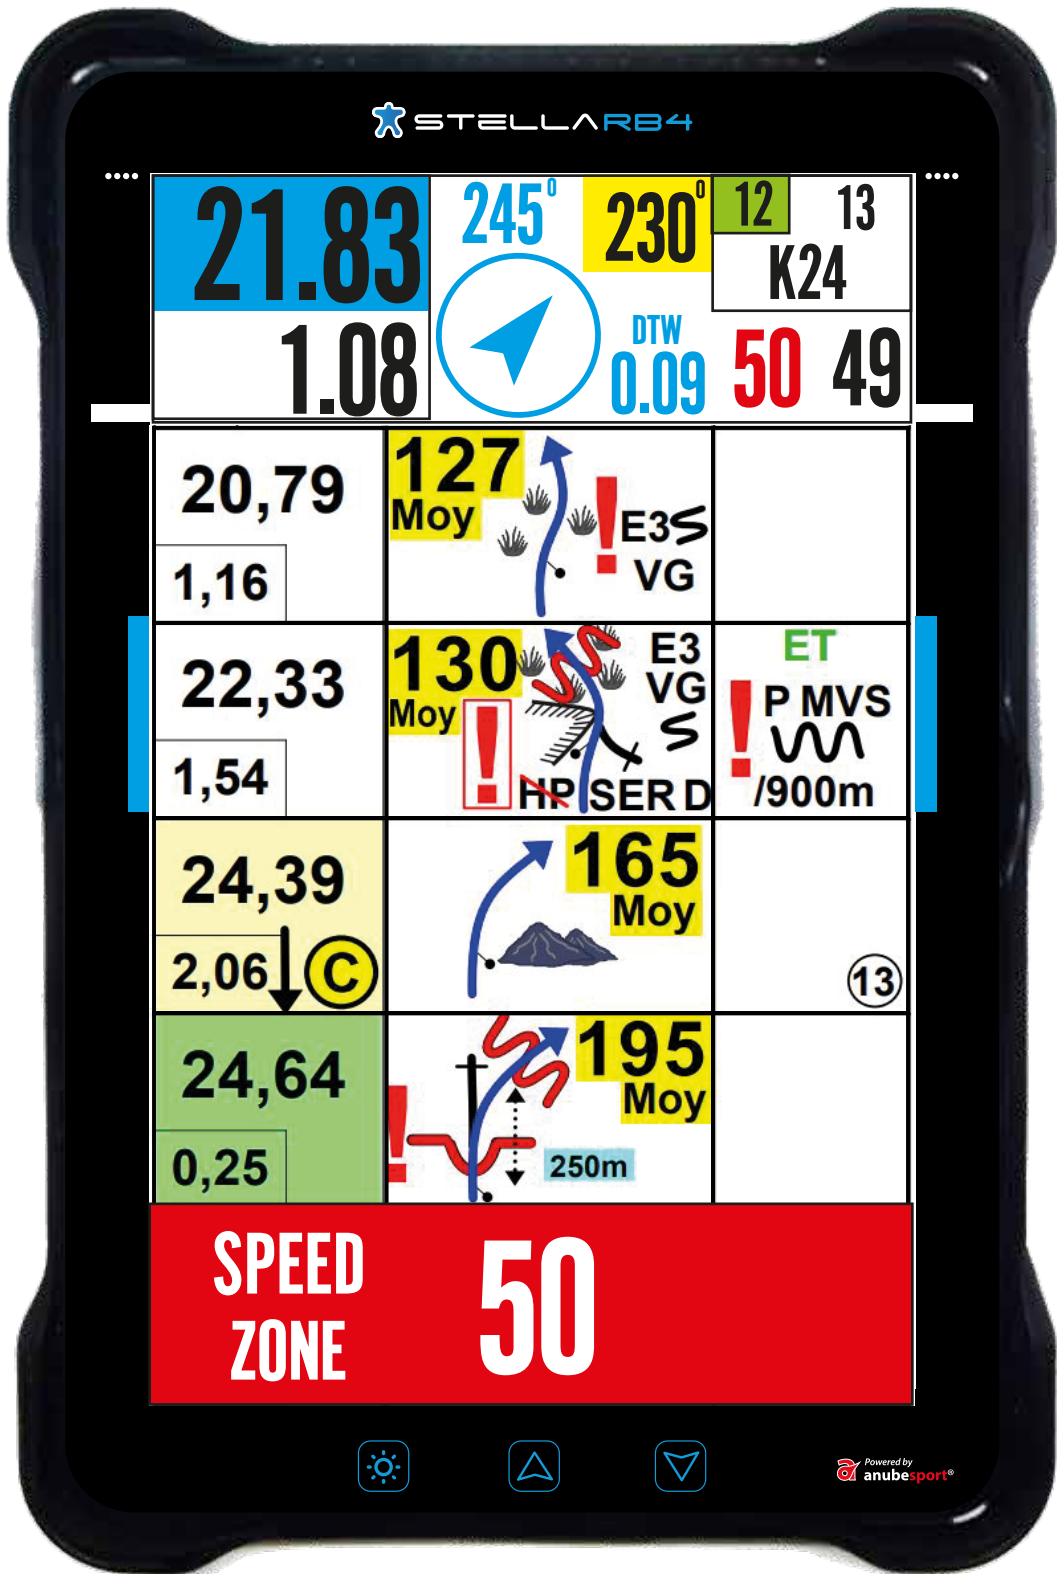 STELLARB4
21.83
1.08
245°
230°
DTW
0.09
12 13
K24
50 49
20,79
1,16
127
Moy
!
E3S
VG
22,33
1,54
130
Moy
!
E3
VG
S
HP SER D
ET
!
P MVS
/900m
24,39
2,06
C
165
Moy
13
24,64
0,25
!
195
Moy
250m
SPEED
ZONE
50
Powered by
anubesport®